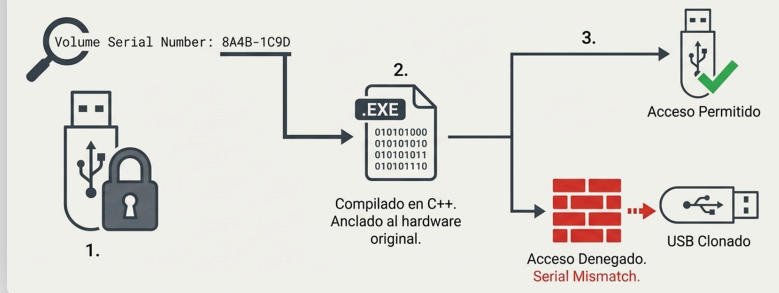 Volume Serial Number: 8A4B-1C9D
1.
2.
.EXE
010101000
010101010
010101011
010101110
Compilado en C++.
Anclado al hardware
original.
3.
Acceso Permitido
Acceso Denegado.
Serial Mismatch.
USB Clonado